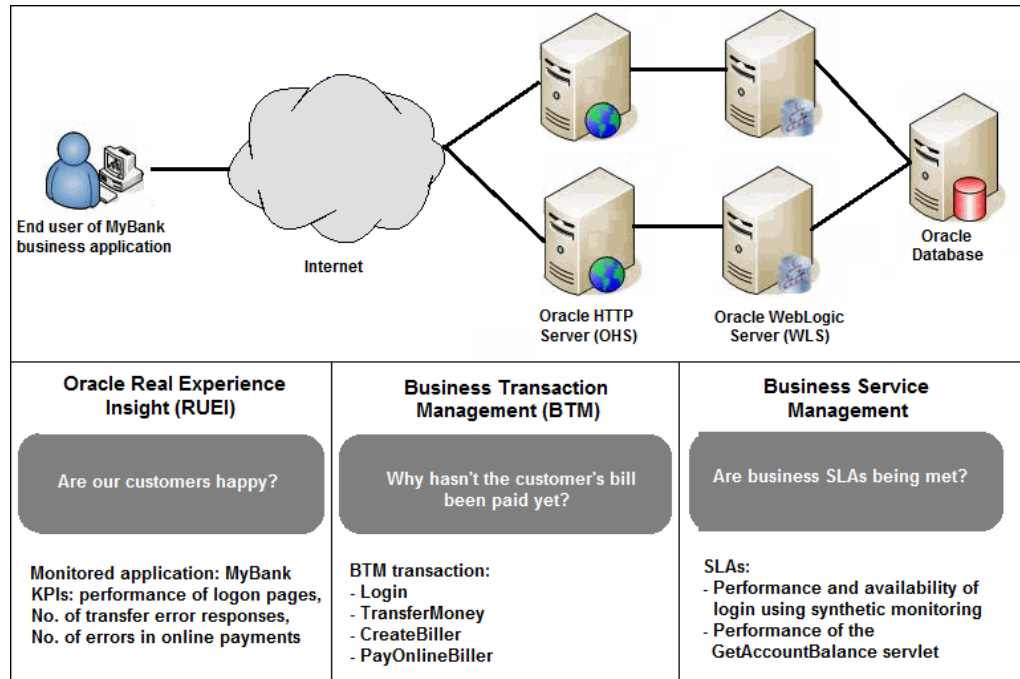 End user of MyBank
business application
Internet
Oracle HTTP
Server (OHS)
Oracle WebLogic
Server (WLS)
Oracle
Database
Oracle Real Experience
Insight (RUEI)
Are our customers happy?
Monitored application: MyBank
KPIs: performance of logon pages,
No. of transfer error responses,
No. of errors in online payments
Business Transaction
Management (BTM)
Why hasn't the customer's bill
been paid yet?
BTM transaction:
- Login
- TransferMoney
- CreateBiller
- PayOnlineBiller
Business Service
Management
Are business SLAs being met?
SLAs:
- Performance and availability of
login using synthetic monitoring
- Performance of the
GetAccountBalance servlet